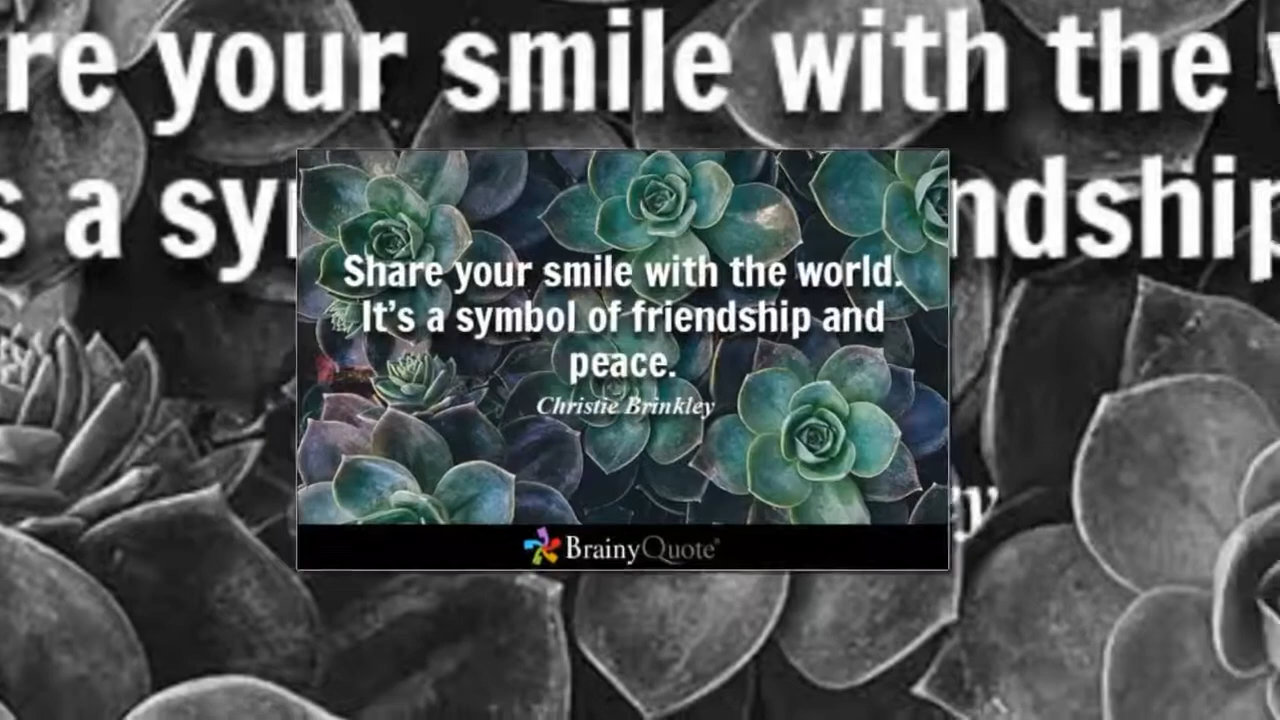 re your smile with the
s a sy
ndship
Share your smile with the world.
It's a symbol of friendship and
peace.
Christie Brinkley
ey
BrainyQuote®